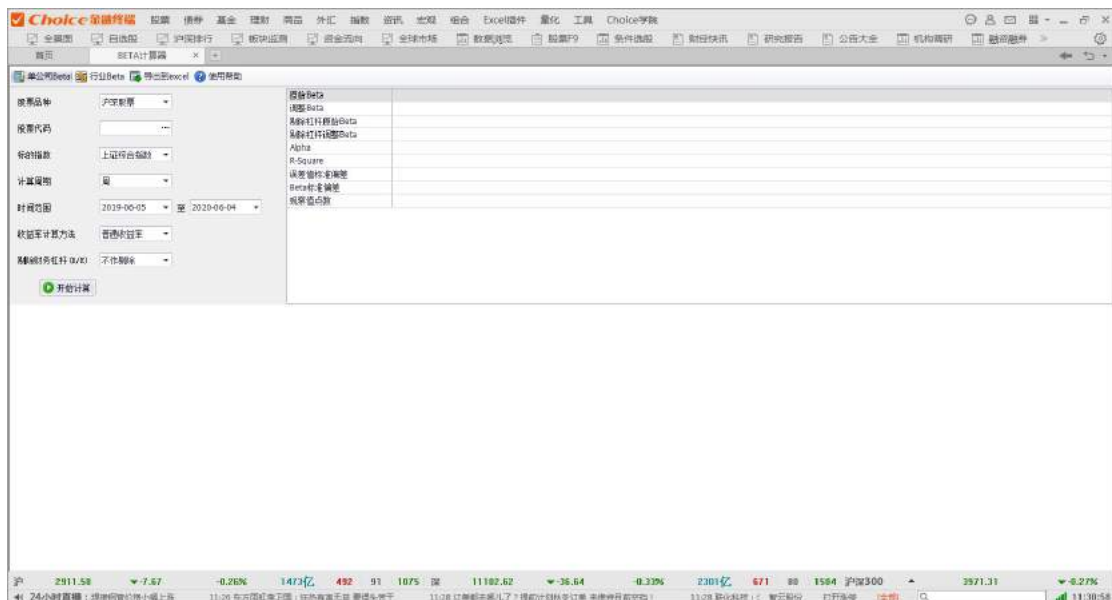 Choice金融终端 股票 债券 基金 理财 商品 外汇 指数 资讯 宏观 组合 Excel插件 量化 工具 Choice学院
全景图 自选股 沪深排行 板块监测 资金流向 全球市场 数据浏览 股票F9 条件选股 财经快讯 研究报告 公告大全 机构调研 融资融券
首页 BETA计算器
单公司Beta 行业Beta 导出到excel 使用帮助
股票品种 沪深股票
股票代码
标的指数 上证综合指数
计算周期 周
时间范围 2019-06-05 至 2020-06-04
收益率计算方法 普通收益率
剔除财务杠杆(D/E) 不作剔除
开始计算
原始Beta
调整Beta
剔除杠杆原始Beta
剔除杠杆调整Beta
Alpha
R-Square
误差值标准偏差
Beta标准偏差
观察值点数
沪 2911.58 -7.67 -0.26% 1473亿 492 91 1075 深 11102.62 -36.64 -0.33% 2301亿 671 80 1504 沪深300 3971.31 -0.27%
24小时直播: 11:26 11:28 11:28 打开涨停 11:30:58